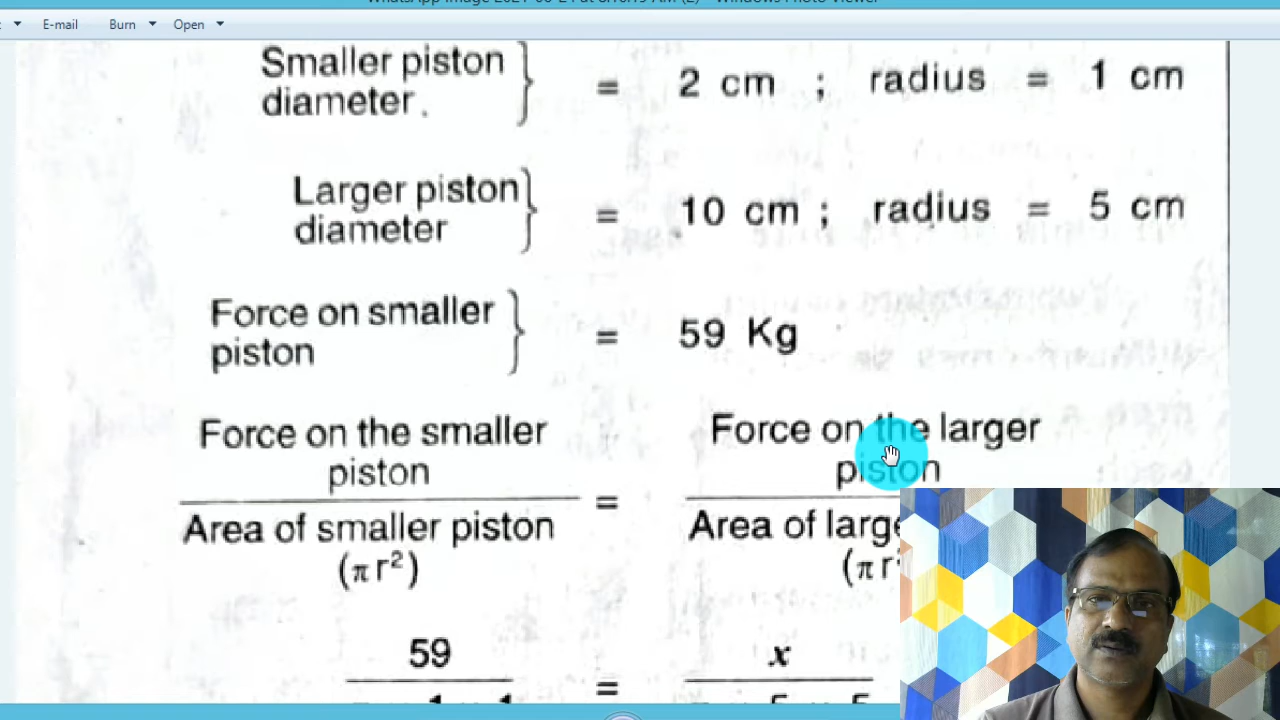 E-mail Burn Open
Smaller piston
diameter. } = 2 cm ; radius = 1 cm
Larger piston
diameter } = 10 cm ; radius = 5 cm
Force on smaller
piston } = 59 Kg
Force on the smaller
piston
Area of smaller piston
(πr²)
=
Force on the larger
piston
Area of large
(πr
59
=
x